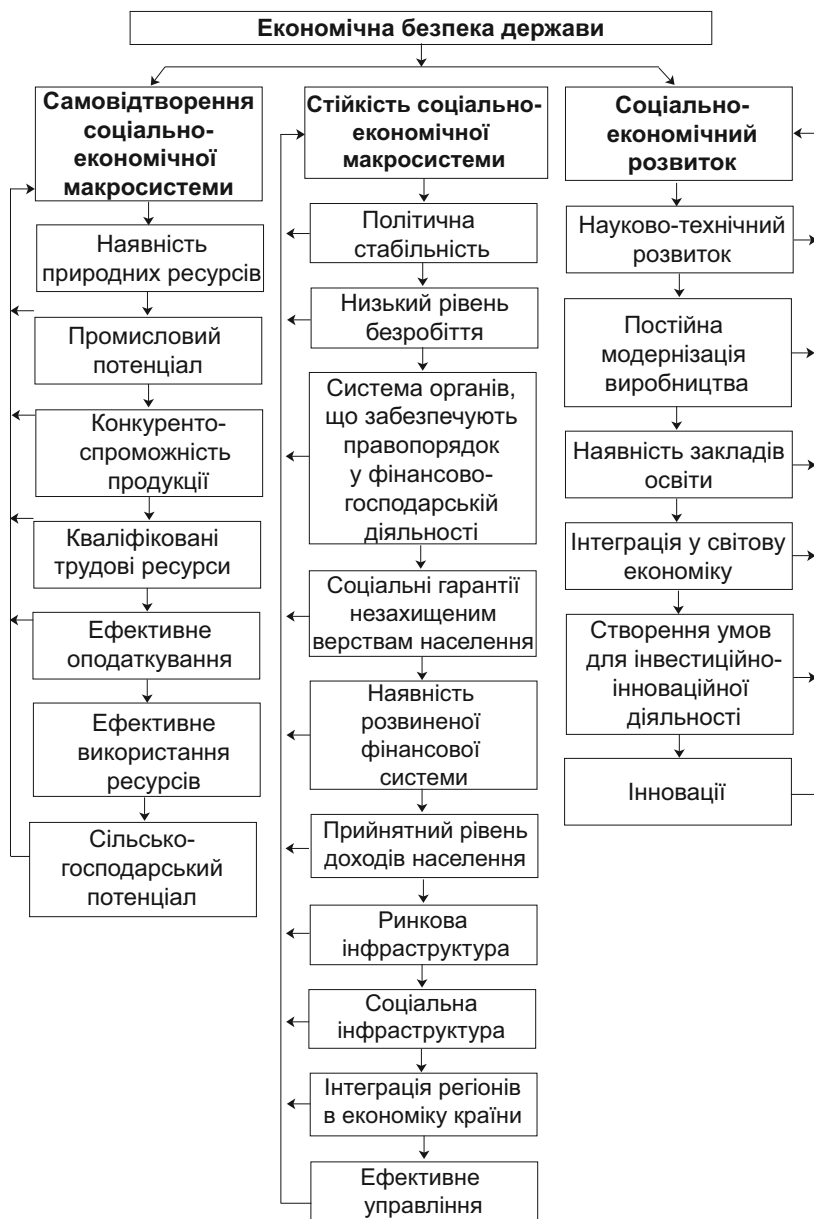 Економічна безпека держави
Самовідтворення
соціально-
економічної
макросистеми
Наявність
природних ресурсів
Промисловий
потенціал
Конкуренто-
спроможність
продукції
Кваліфіковані
трудові ресурси
Ефективне
оподаткування
Ефективне
використання
ресурсів
Сільсько-
господарський
потенціал
Стійкість соціально-
економічної
макросистеми
Політична
стабільність
Низький рівень
безробіття
Система органів,
що забезпечують
правопорядок
у фінансово-
господарській
діяльності
Соціальні гарантії
незахищеним
верствам населення
Наявність
розвиненої
фінансової
системи
Прийнятний рівень
доходів населення
Ринкова
інфраструктура
Соціальна
інфраструктура
Інтеграція регіонів
в економіку країни
Ефективне
управління
Соціально-
економічний
розвиток
Науково-технічний
розвиток
Постійна
модернізація
виробництва
Наявність закладів
освіти
Інтеграція у світову
економіку
Створення умов
для інвестиційно-
інноваційної
діяльності
Інновації